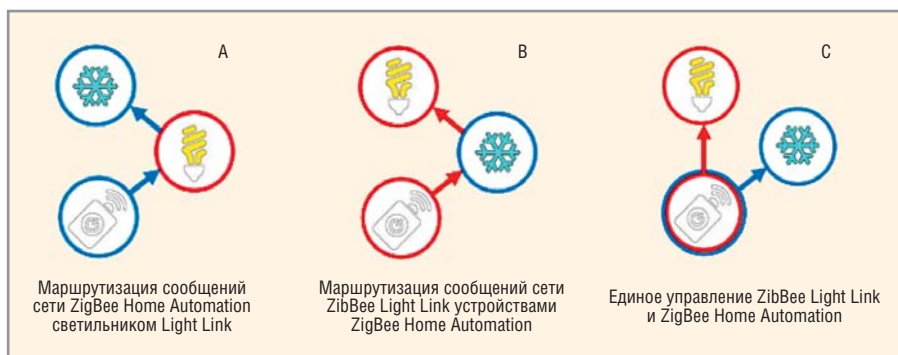 A
B
C
Маршрутизация сообщений
сети ZigBee Home Automation
светильником Light Link
Маршрутизация сообщений сети
ZibBee Light Link устройствами
ZigBee Home Automation
Единое управление ZibBee Light Link
и ZigBee Home Automation